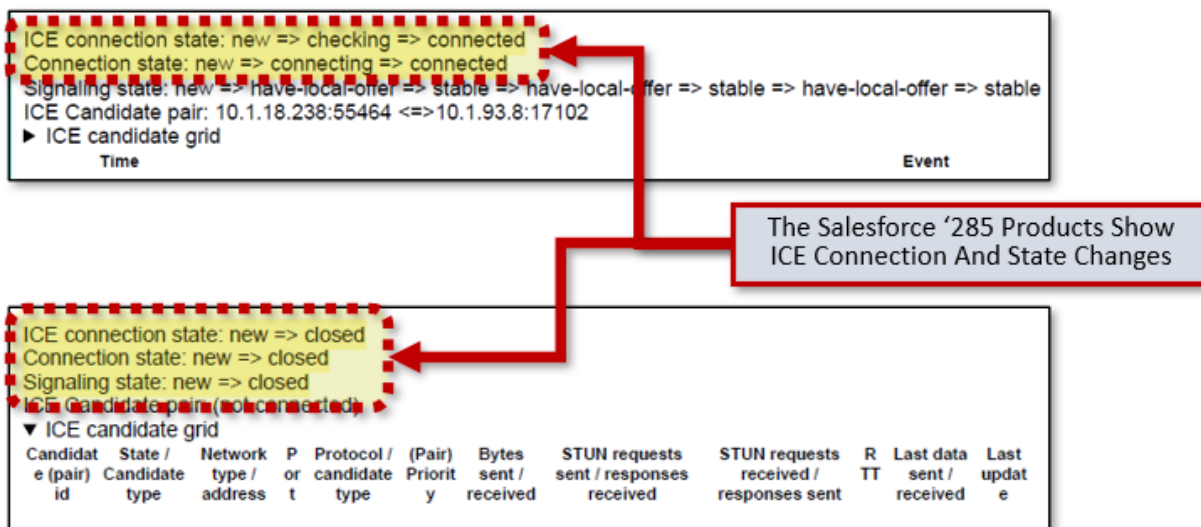 ICE connection state: new => checking => connected
Connection state: new => connecting => connected
Signaling state: new => have-local-offer => stable => have-local-offer => stable => have-local-offer => stable
ICE Candidate pair: 10.1.18.238:55464 <=>10.1.93.8:17102
▶ ICE candidate grid
Time Event
The Salesforce ‘285 Products Show
ICE Connection And State Changes
ICE connection state: new => closed
Connection state: new => closed
Signaling state: new => closed
ICE Candidate pair: (not connected)
▼ ICE candidate grid
Candidat State / Network P Protocol / (Pair) Bytes STUN requests STUN requests R Last data Last
e (pair) Candidate type / or candidate Priorit sent / sent / responses received / TT sent / updat
id type address t type y received received responses sent received e